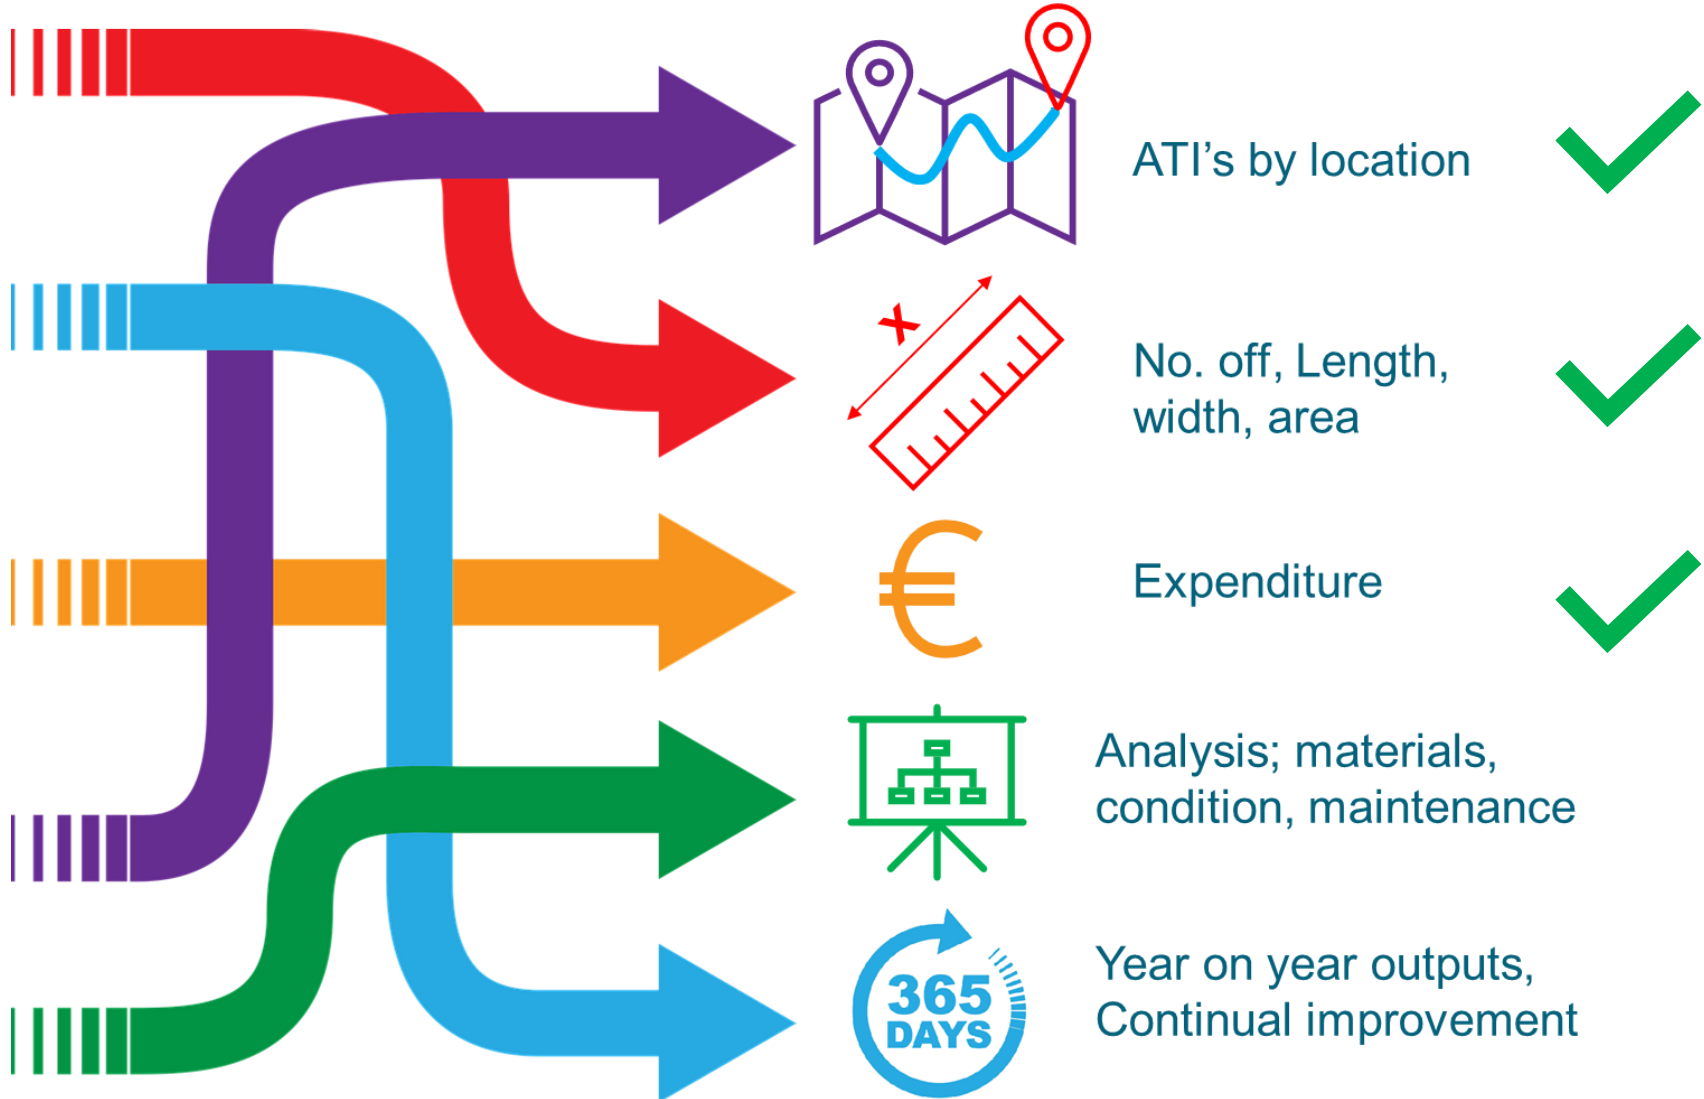 ATI’s by location
X
No. off, Length,
width, area
€
Expenditure
Analysis; materials,
condition, maintenance
365
DAYS
Year on year outputs,
Continual improvement